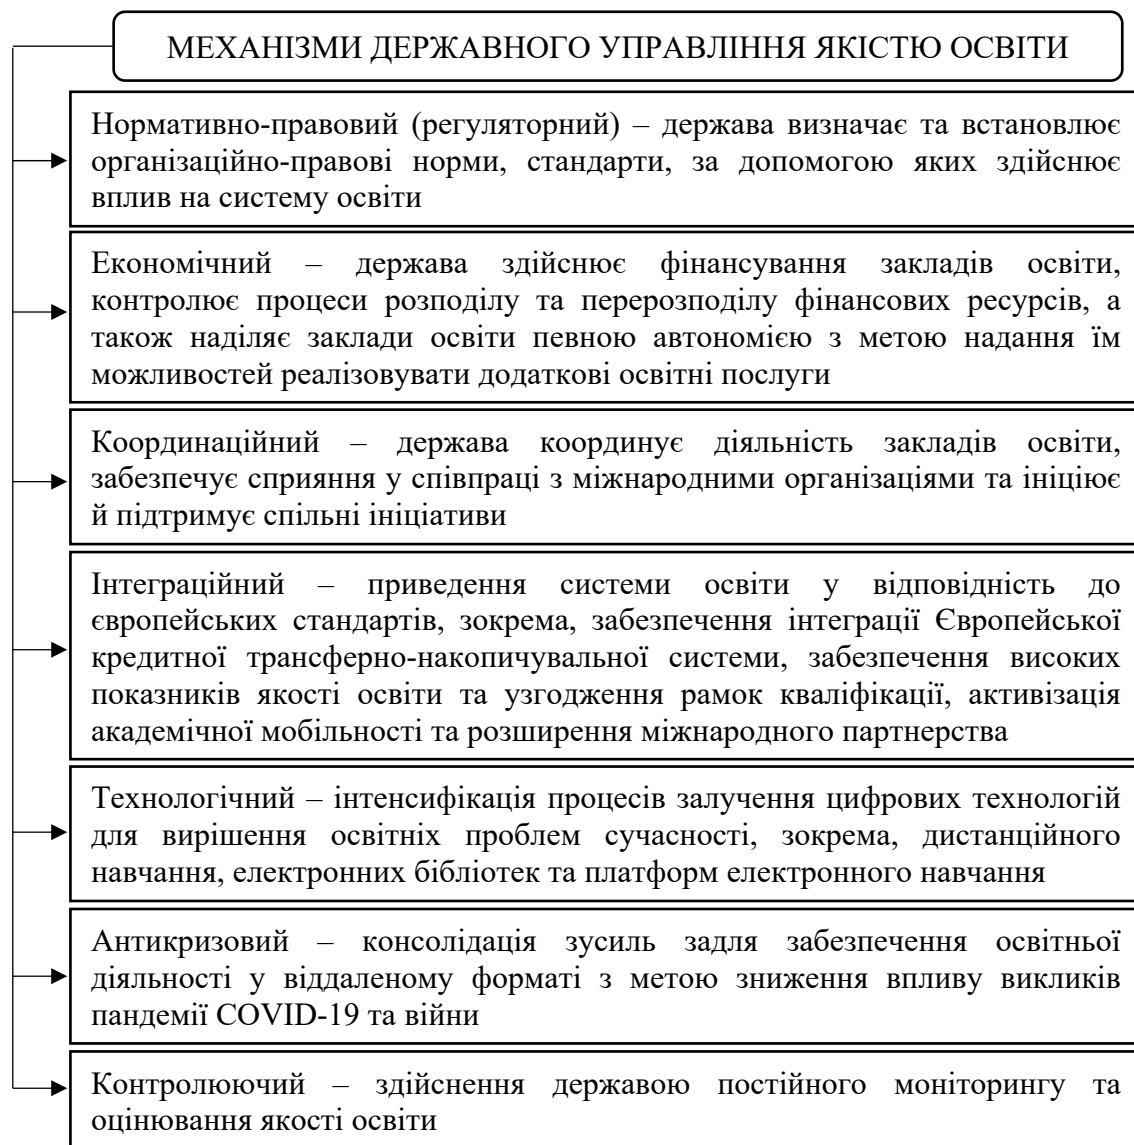 МЕХАНІЗМИ ДЕРЖАВНОГО УПРАВЛІННЯ ЯКІСТЮ ОСВІТИ
Нормативно-правовий (регуляторний) – держава визначає та встановлює
організаційно-правові норми, стандарти, за допомогою яких здійснює
вплив на систему освіти
Економічний – держава здійснює фінансування закладів освіти,
контролює процеси розподілу та перерозподілу фінансових ресурсів, а
також наділяє заклади освіти певною автономією з метою надання їм
можливостей реалізовувати додаткові освітні послуги
Координаційний – держава координує діяльність закладів освіти,
забезпечує сприяння у співпраці з міжнародними організаціями та ініціює
й підтримує спільні ініціативи
Інтеграційний – приведення системи освіти у відповідність до
європейських стандартів, зокрема, забезпечення інтеграції Європейської
кредитної трансферно-накопичувальної системи, забезпечення високих
показників якості освіти та узгодження рамок кваліфікації, активізація
академічної мобільності та розширення міжнародного партнерства
Технологічний – інтенсифікація процесів залучення цифрових технологій
для вирішення освітніх проблем сучасності, зокрема, дистанційного
навчання, електронних бібліотек та платформ електронного навчання
Антикризовий – консолідація зусиль задля забезпечення освітньої
діяльності у віддаленому форматі з метою зниження впливу викликів
пандемії COVID-19 та війни
Контролюючий – здійснення державою постійного моніторингу та
оцінювання якості освіти